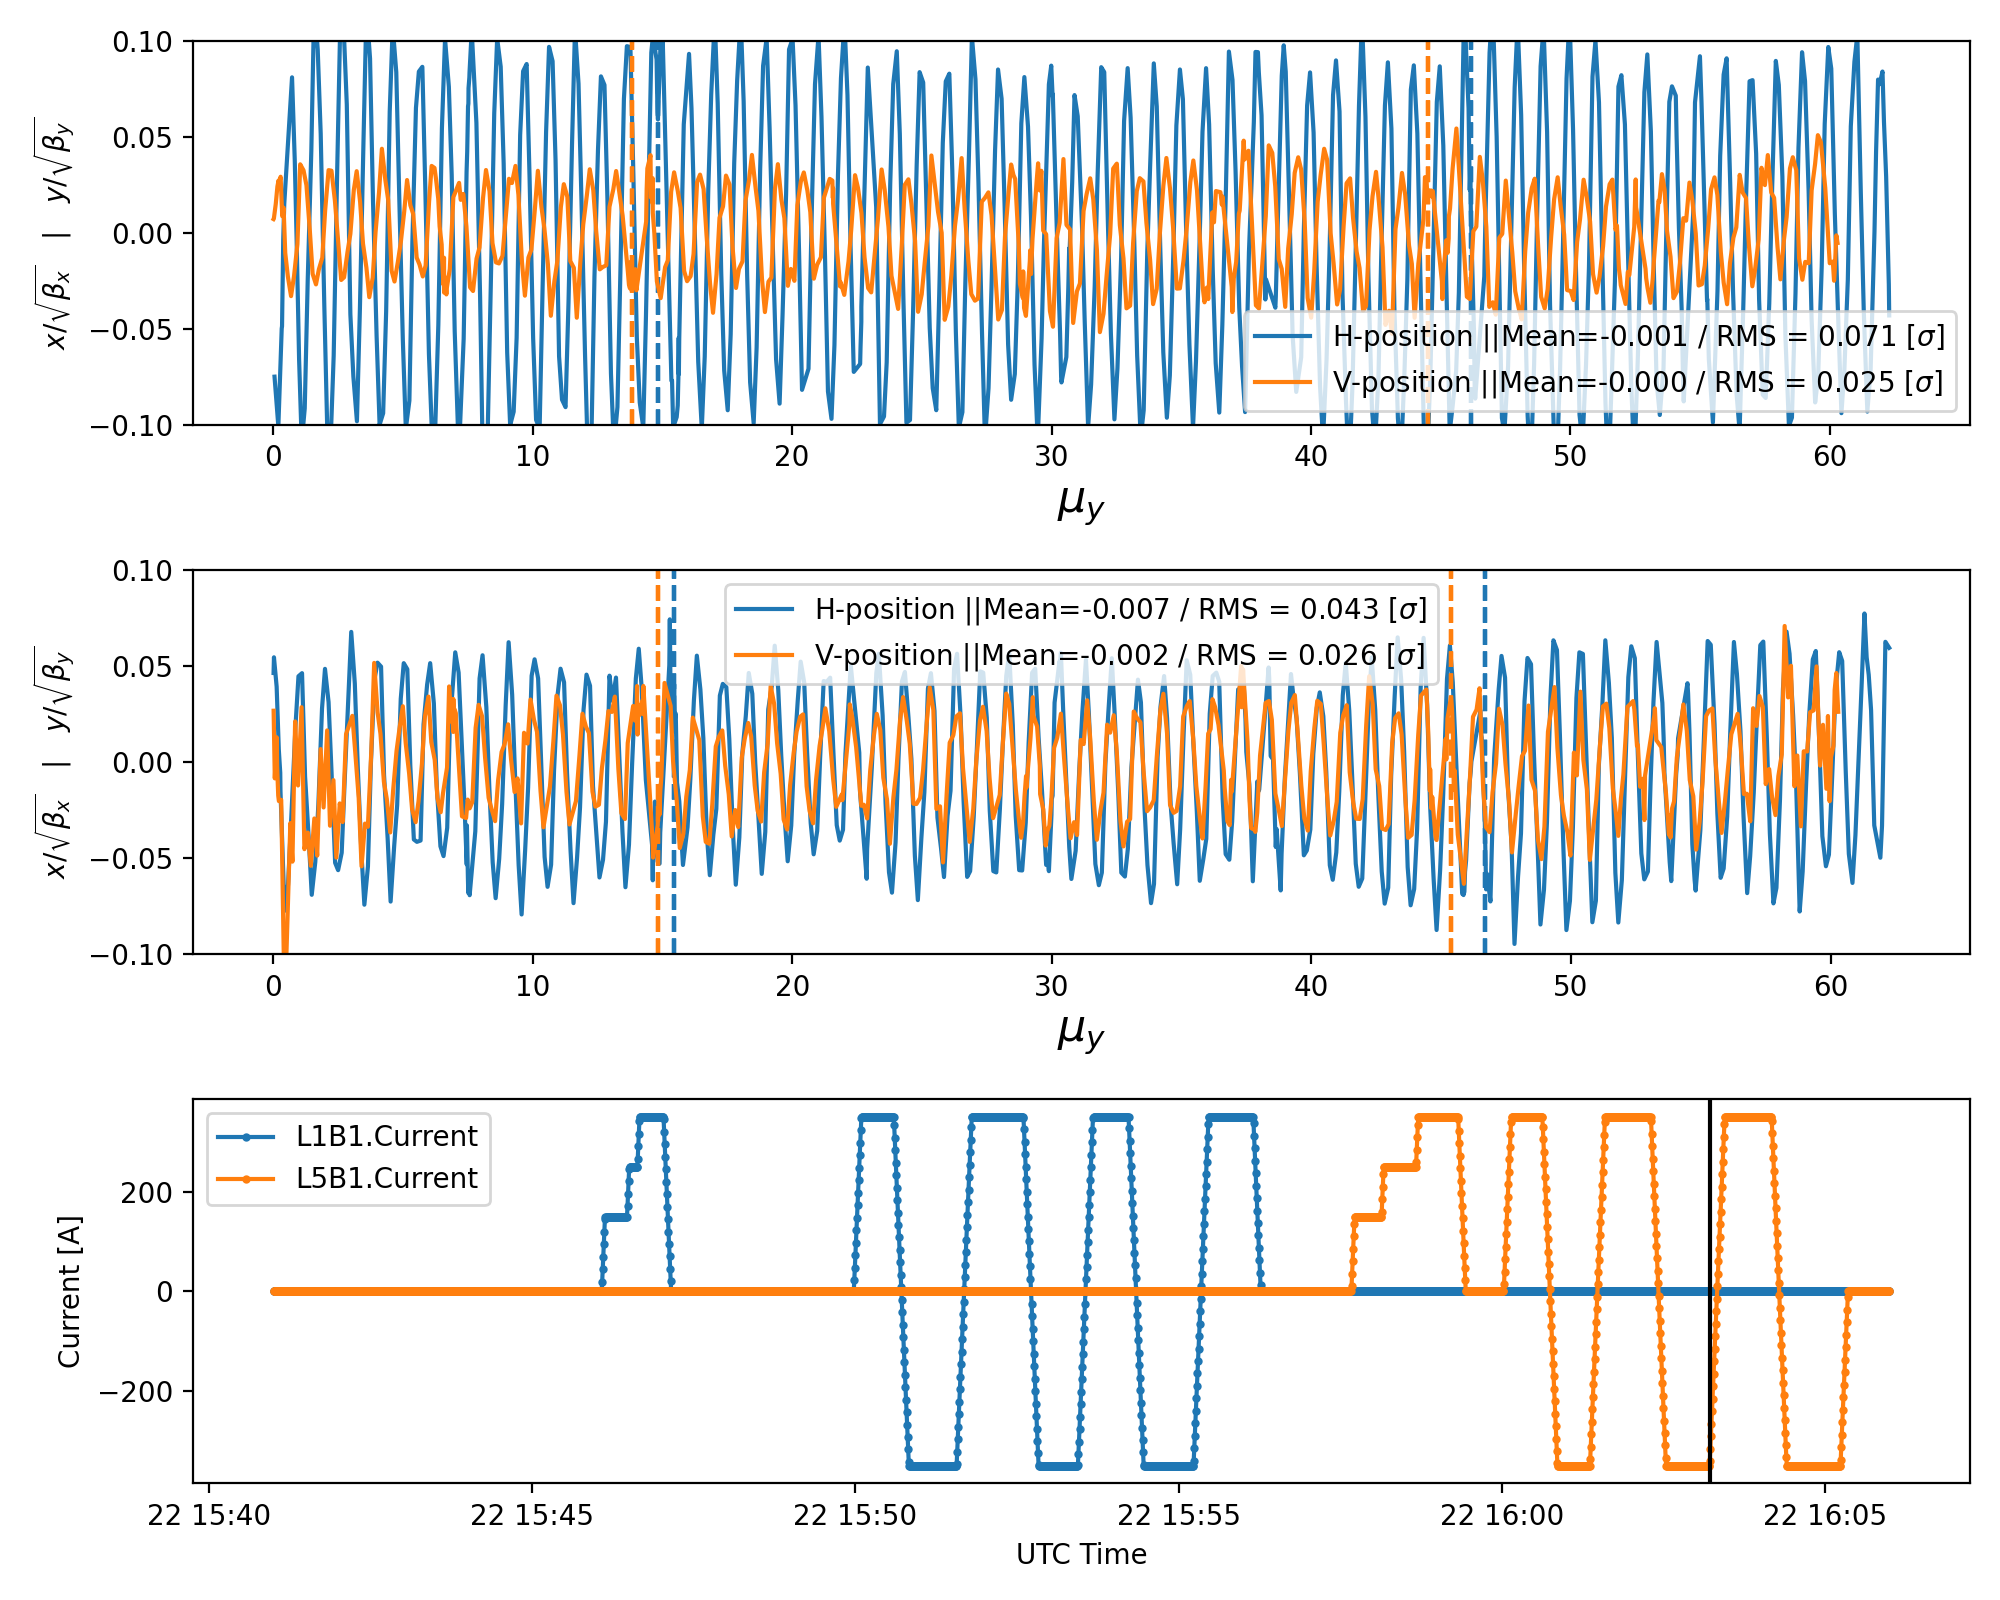 0.10
0.05
0.00
−0.05
−0.10
x/√βx | y/√βy
H-position ||Mean=-0.001 / RMS = 0.071 [σ]
V-position ||Mean=-0.000 / RMS = 0.025 [σ]
0 10 20 30 40 50 60
μy
0.10
0.05
0.00
−0.05
−0.10
x/√βx | y/√βy
H-position ||Mean=-0.007 / RMS = 0.043 [σ]
V-position ||Mean=-0.002 / RMS = 0.026 [σ]
0 10 20 30 40 50 60
μy
L1B1.Current
L5B1.Current
200
0
−200
Current [A]
22 15:40 22 15:45 22 15:50 22 15:55 22 16:00 22 16:05
UTC Time